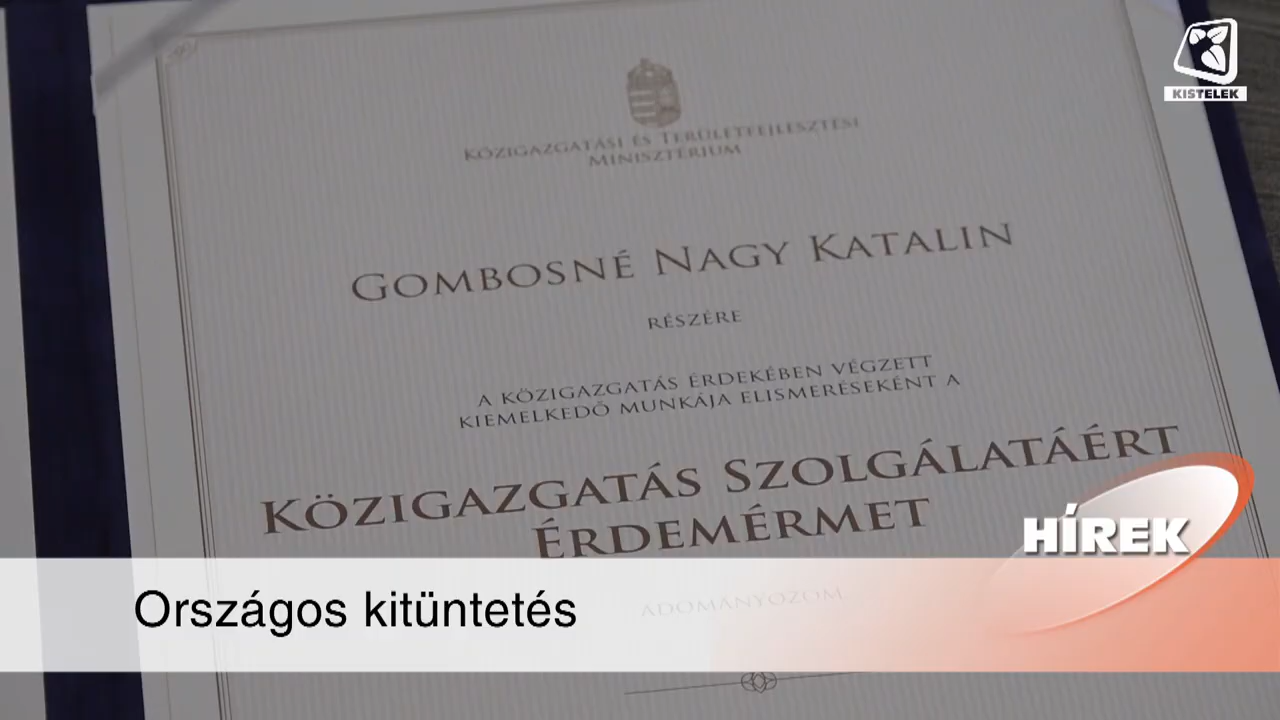 KISTELEK
KÖZIGAZGATÁSI ÉS TERÜLETFEJLESZTÉSI
MINISZTÉRIUM
GOMBOSNÉ NAGY KATALIN
RÉSZÉRE
A KÖZIGAZGATÁS ÉRDEKÉBEN VÉGZETT
KIEMELKEDŐ MUNKÁJA ELISMERÉSEKÉNT A
KÖZIGAZGATÁS SZOLGÁLATÁÉRT
ÉRDEMÉRMET
HÍREK
Országos kitüntetés
ADOMÁNYOZOM